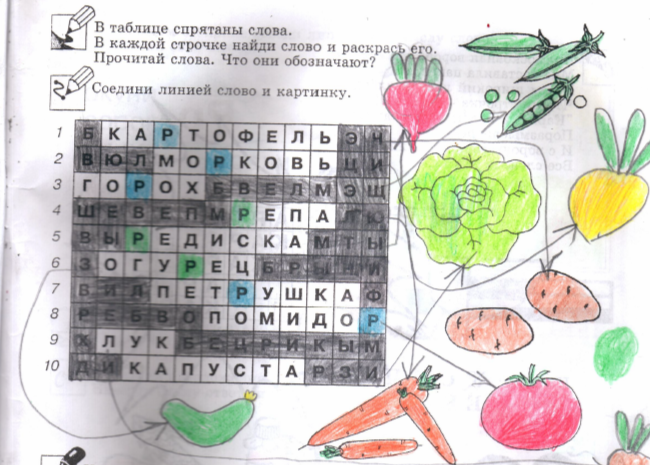 В таблице спрятаны слова.
В каждой строчке найди слово и раскрась его.
Прочитай слова. Что они обозначают?
Соедини линией слово и картинку.
1 Б К А Р Т О Ф Е Л Ь Э Ч
2 В Ю Л М О Р К О В Ь Ц И
3 Г О Р О Х Б В Е Л М Э Щ
4 Ш Е В Е П М Р Е П А Л Ю
5 В Ы Р Е Д И С К А М Т Ы
6 З О Г У Р Е Ц Б Р Ы Н И
7 В И Л П Е Т Р У Ш К А Ф
8 Р Е Б В О П О М И Д О Р
9 Х Л У К Б Е Ц Р И К Ы М
10 Д И К А П У С Т А Р З И